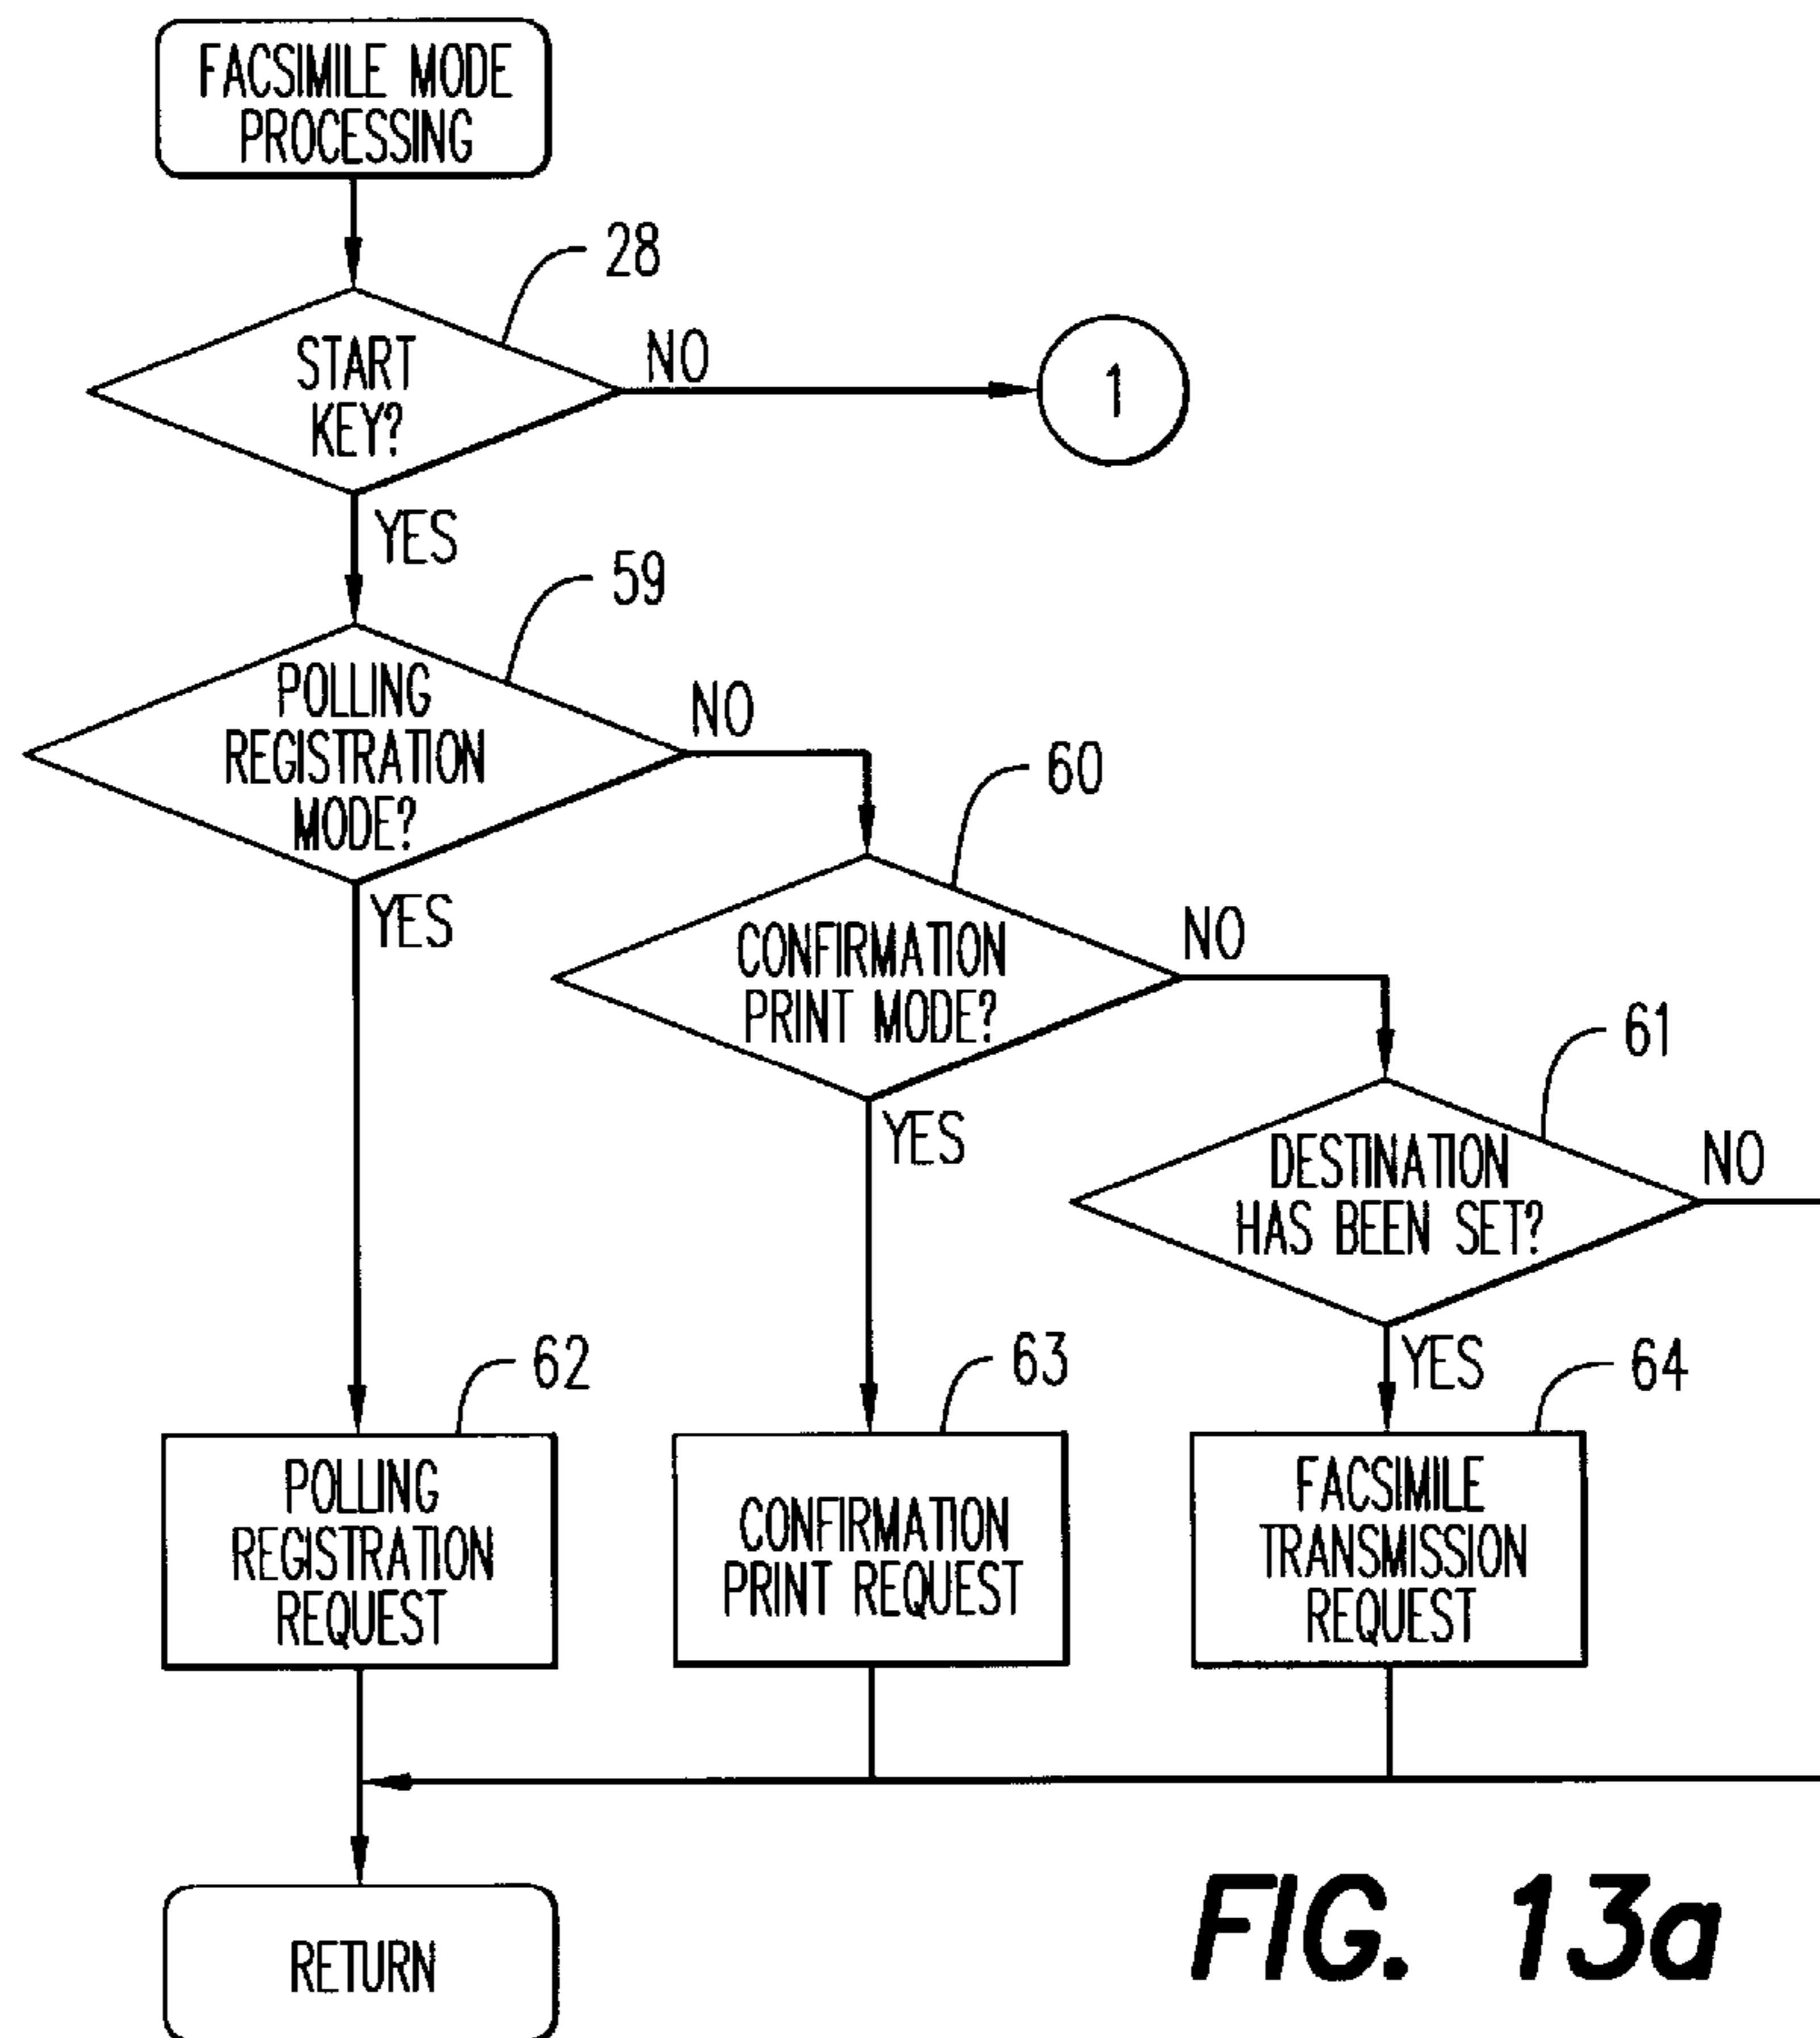 FACSIMILE MODE
PROCESSING
28
START
KEY?
NO
1
YES
59
POLLING
REGISTRATION
MODE?
NO
YES
60
CONFIRMATION
PRINT MODE?
NO
YES
61
DESTINATION
HAS BEEN SET?
NO
YES
62
POLLING
REGISTRATION
REQUEST
63
CONFIRMATION
PRINT REQUEST
64
FACSIMILE
TRANSMISSION
REQUEST
RETURN
FIG. 13a